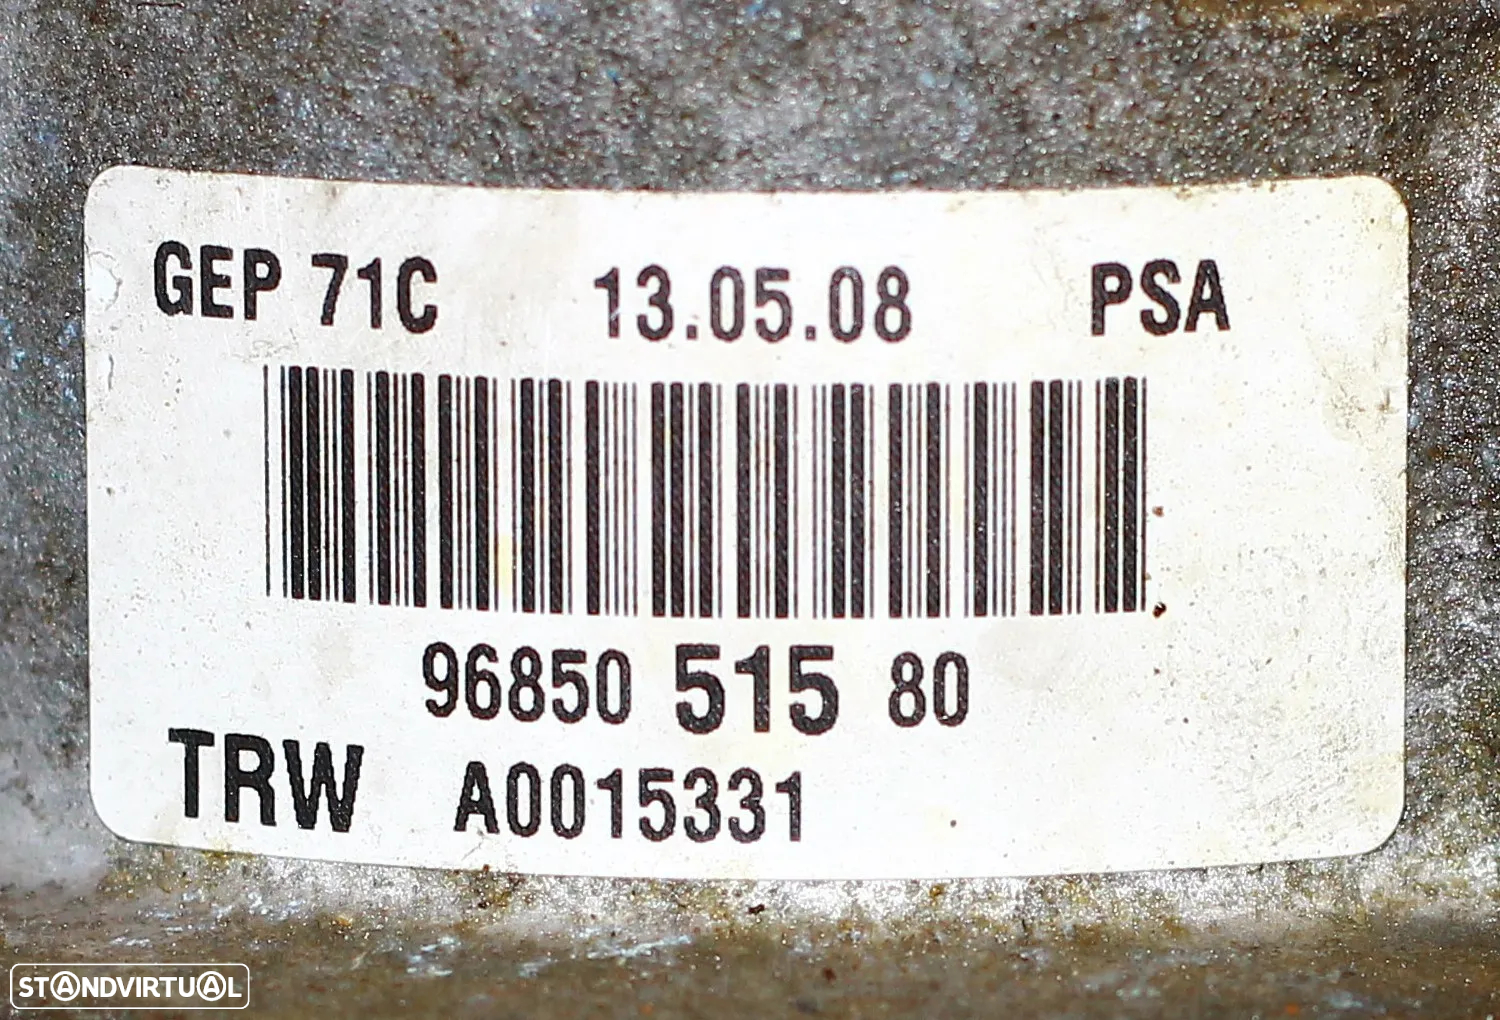 GEP 71C 13.05.08 PSA
96850 515 80
TRW A0015331
STANDVIRTUAL